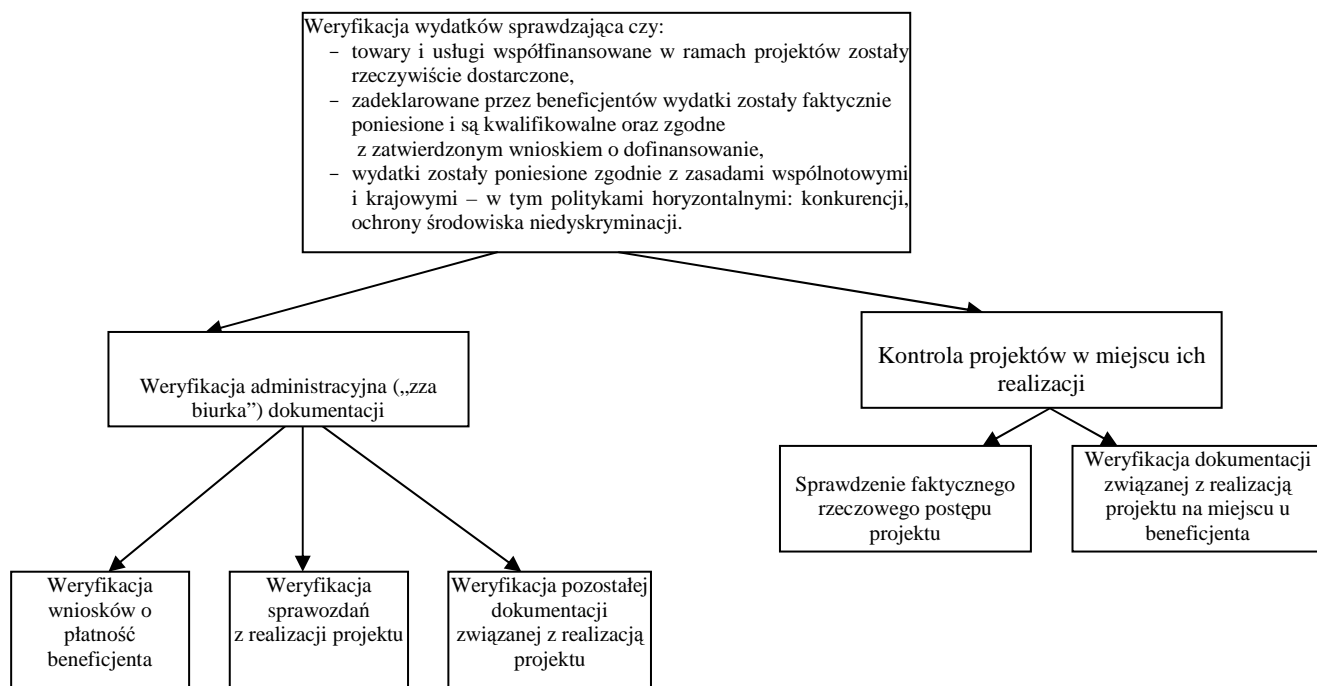 Weryfikacja wydatków sprawdzająca czy:
− towary i usługi współfinansowane w ramach projektów zostały
rzeczywiście dostarczone,
− zadeklarowane przez beneficjentów wydatki zostały faktycznie
poniesione i są kwalifikowalne oraz zgodne
z zatwierdzonym wnioskiem o dofinansowanie,
− wydatki zostały poniesione zgodnie z zasadami wspólnotowymi
i krajowymi – w tym politykami horyzontalnymi: konkurencji,
ochrony środowiska niedyskryminacji.
Weryfikacja administracyjna („zza
biurka”) dokumentacji
Kontrola projektów w miejscu ich
realizacji
Sprawdzenie faktycznego
rzeczowego postępu
projektu
Weryfikacja dokumentacji
związanej z realizacją
projektu na miejscu u
beneficjenta
Weryfikacja
wniosków o
płatność
beneficjenta
Weryfikacja
sprawozdań
z realizacji projektu
Weryfikacja pozostałej
dokumentacji
związanej z realizacją
projektu